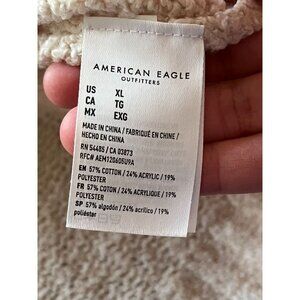 AMERICAN EAGLE
OUTFITTERS
US XL
CA TG
MX EXG
MADE IN CHINA / FABRIQUÉ EN CHINE /
HECHO EN CHINA
RN 54485 / CA 03873
RFC# AEM120605U9A
EN 57% COTTON/ 24% ACRYLIC / 19%
POLYESTER
FR 57% COTON/ 24% ACRYLIQUE / 19%
POLYESTER
SP 57% algodón / 24% acrílico / 19%
poliéster